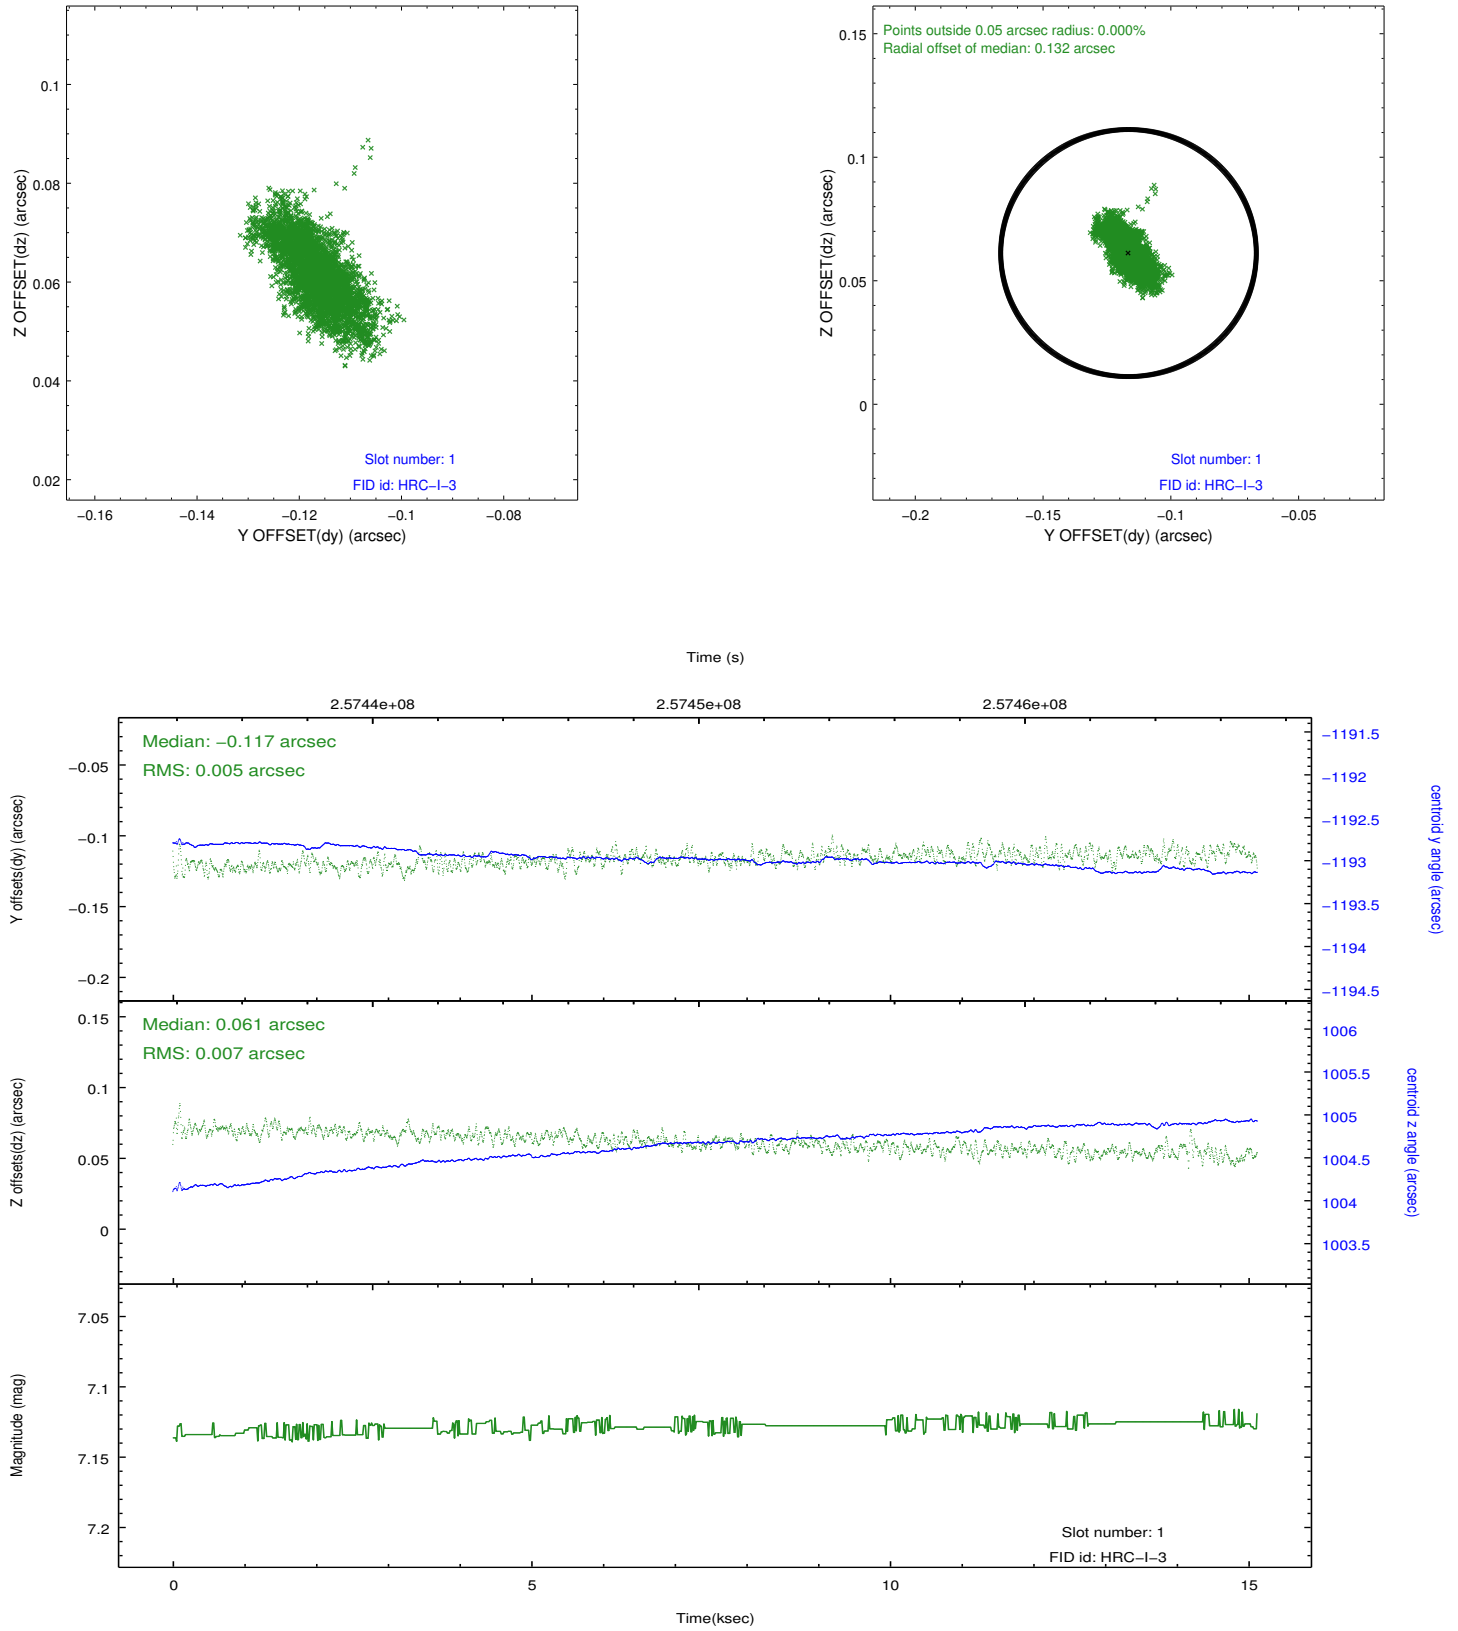 0.1
0.08
0.06
0.04
0.02
Z OFFSET(dz) (arcsec)
Slot number: 1
FID id: HRC−I−3
−0.16 −0.14 −0.12 −0.1 −0.08
Y OFFSET(dy) (arcsec)
Points outside 0.05 arcsec radius: 0.000%
Radial offset of median: 0.132 arcsec
0.15
0.1
0.05
0
Z OFFSET(dz) (arcsec)
Slot number: 1
FID id: HRC−I−3
−0.2 −0.15 −0.1 −0.05
Y OFFSET(dy) (arcsec)
Time (s)
2.5744e+08 2.5745e+08 2.5746e+08
Median: −0.117 arcsec
RMS: 0.005 arcsec
−0.05
−0.1
−0.15
−0.2
Y offsets(dy) (arcsec)
−1191.5
−1192
−1192.5
−1193
−1193.5
−1194
−1194.5
centroid y angle (arcsec)
Median: 0.061 arcsec
RMS: 0.007 arcsec
0.15
0.1
0.05
0
Z offsets(dz) (arcsec)
1006
1005.5
1005
1004.5
1004
1003.5
centroid z angle (arcsec)
7.05
7.1
7.15
7.2
Magnitude (mag)
Slot number: 1
FID id: HRC−I−3
0 5 10 15
Time(ksec)